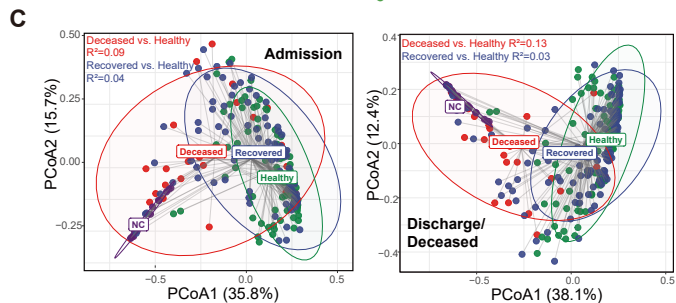 C
Deceased vs. Healthy
R²=0.09
Recovered vs. Healthy
R²=0.04
Admission
0.50
0.25
0.00
−0.25
PCoA2 (15.7%)
Deceased
Recovered
Healthy
NC
−0.5
0.0
0.5
PCoA1 (35.8%)
Deceased vs. Healthy R²=0.13
Recovered vs. Healthy R²=0.03
0.2
0.0
−0.2
−0.4
PCoA2 (12.4%)
NC
Deceased
Healthy
Recovered
Discharge/
Deceased
−0.5
0.0
0.5
PCoA1 (38.1%)